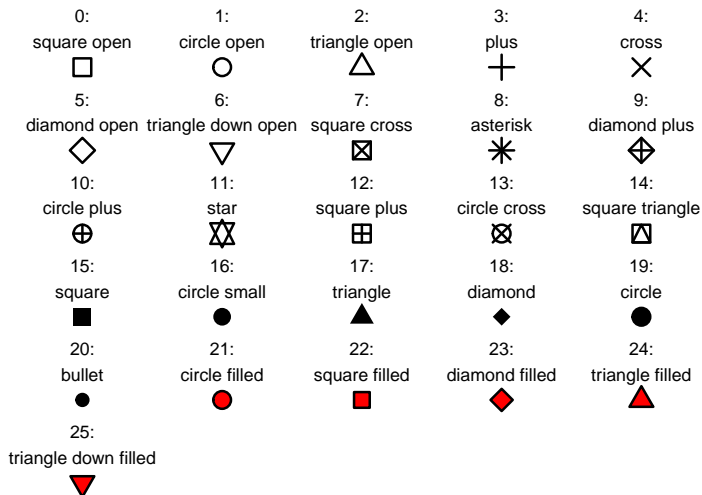 0: 1: 2: 3: 4:
square open circle open triangle open plus cross
5: 6: 7: 8: 9:
diamond open triangle down open square cross asterisk diamond plus
10: 11: 12: 13: 14:
circle plus star square plus circle cross square triangle
15: 16: 17: 18: 19:
square circle small triangle diamond circle
20: 21: 22: 23: 24:
bullet circle filled square filled diamond filled triangle filled
25:
triangle down filled